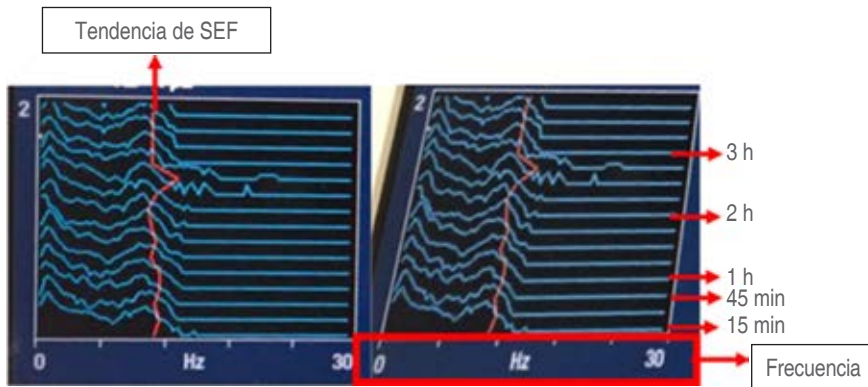 Tendencia de SEF
2
2
3 h
2 h
1 h
45 min
15 min
0 Hz 30
0 Hz 30
Frecuencia